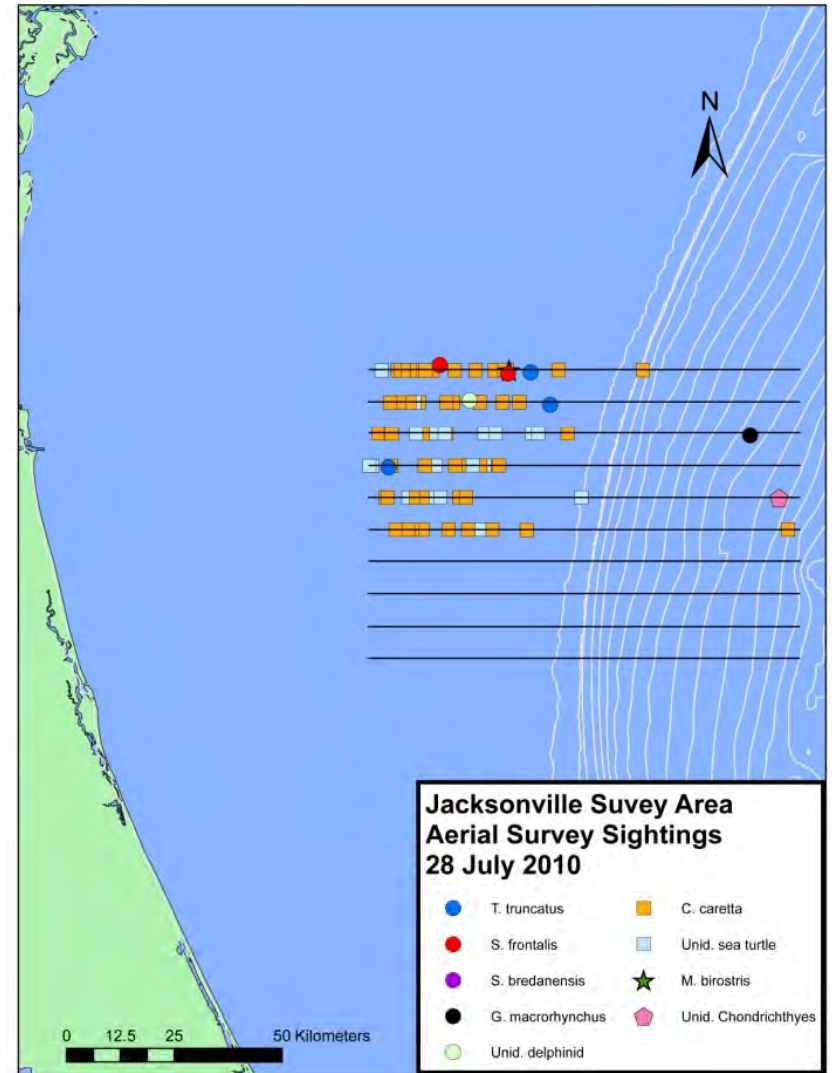 N
Jacksonville Suvey Area
Aerial Survey Sightings
28 July 2010
T. truncatus
C. caretta
S. frontalis
Unid. sea turtle
S. bredanensis
M. birostris
G. macrorhynchus
Unid. Chondrichthyes
Unid. delphinid
0 12.5 25 50 Kilometers